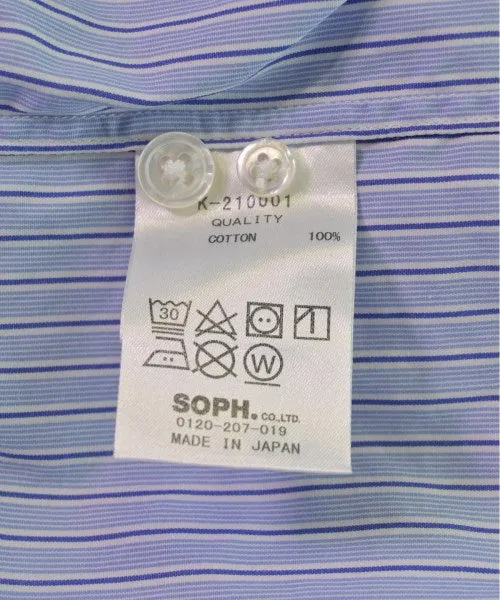 K-210001
QUALITY
COTTON 100%
30
W
SOPH. CO.,LTD.
0120-207-019
MADE IN JAPAN